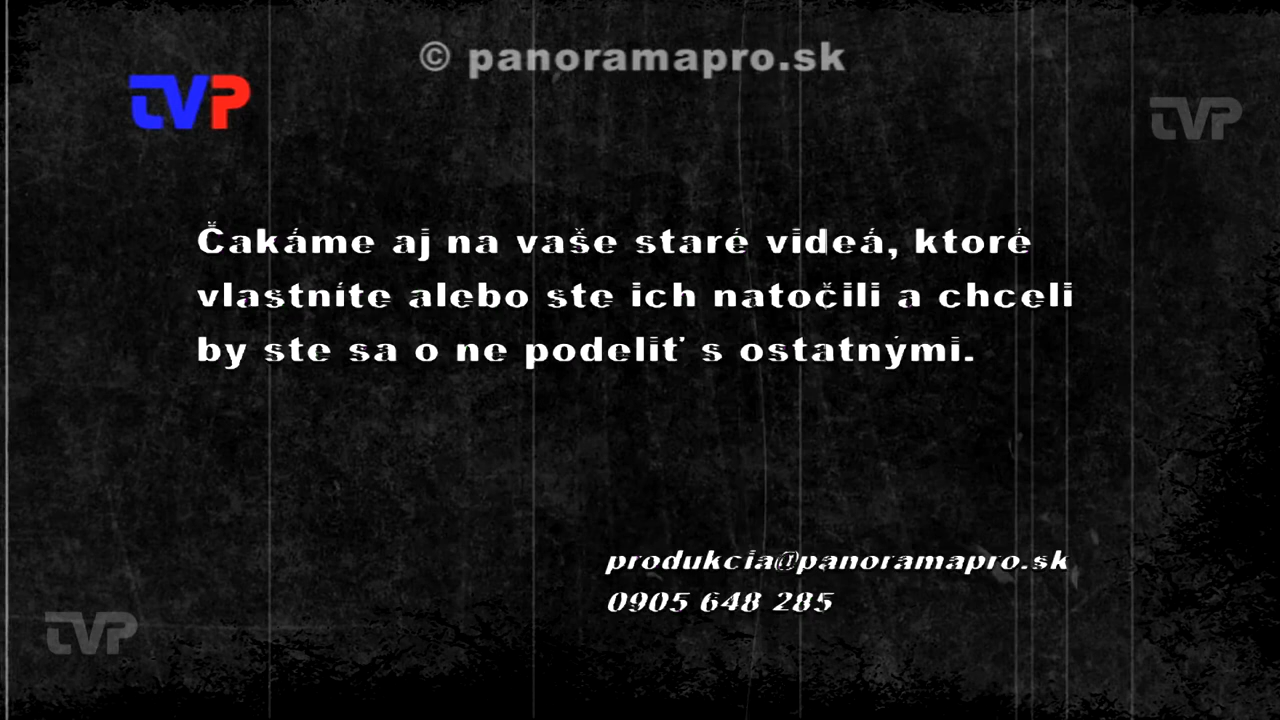 © panoramapro.sk
TVP
TVP
Čakáme aj na vaše staré videá, ktoré
vlastníte alebo ste ich natočili a chceli
by ste sa o ne podeliť s ostatnými.
produkcia@panoramapro.sk
0905 648 285
TVP